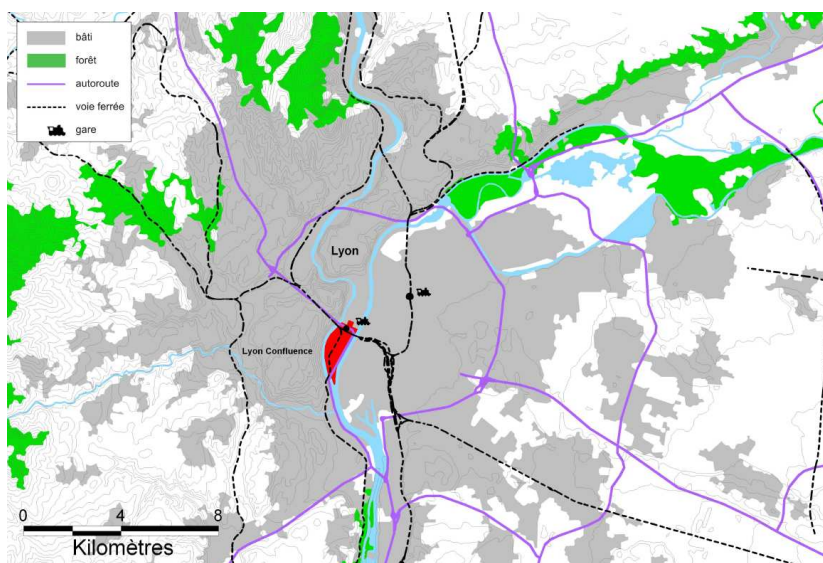 bâti
forêt
autoroute
voie ferrée
gare
Lyon
Lyon Confluence
0 4 8
Kilomètres